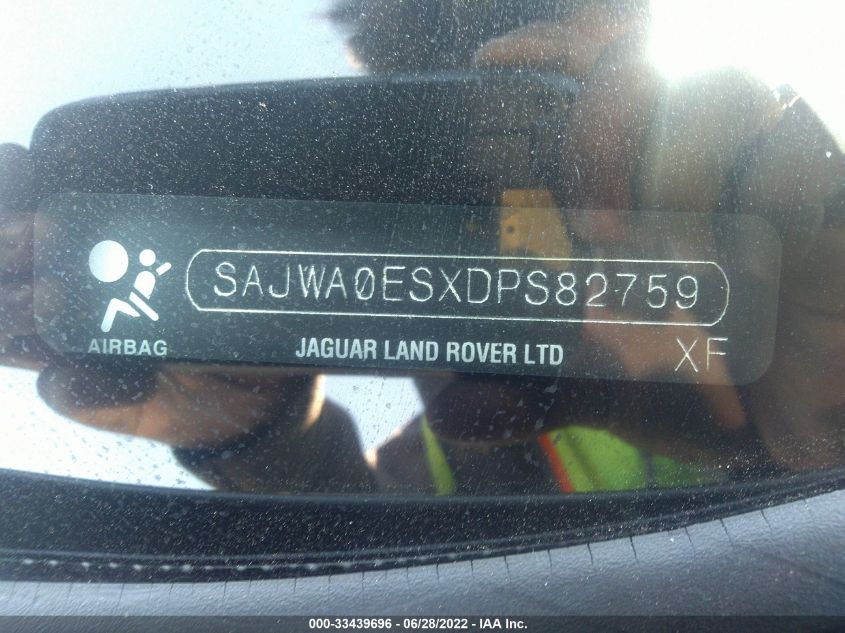 SAJWA0ESXDPS82759
AIRBAG
JAGUAR LAND ROVER LTD
XF
000-33439696 - 06/28/2022 - IAA Inc.